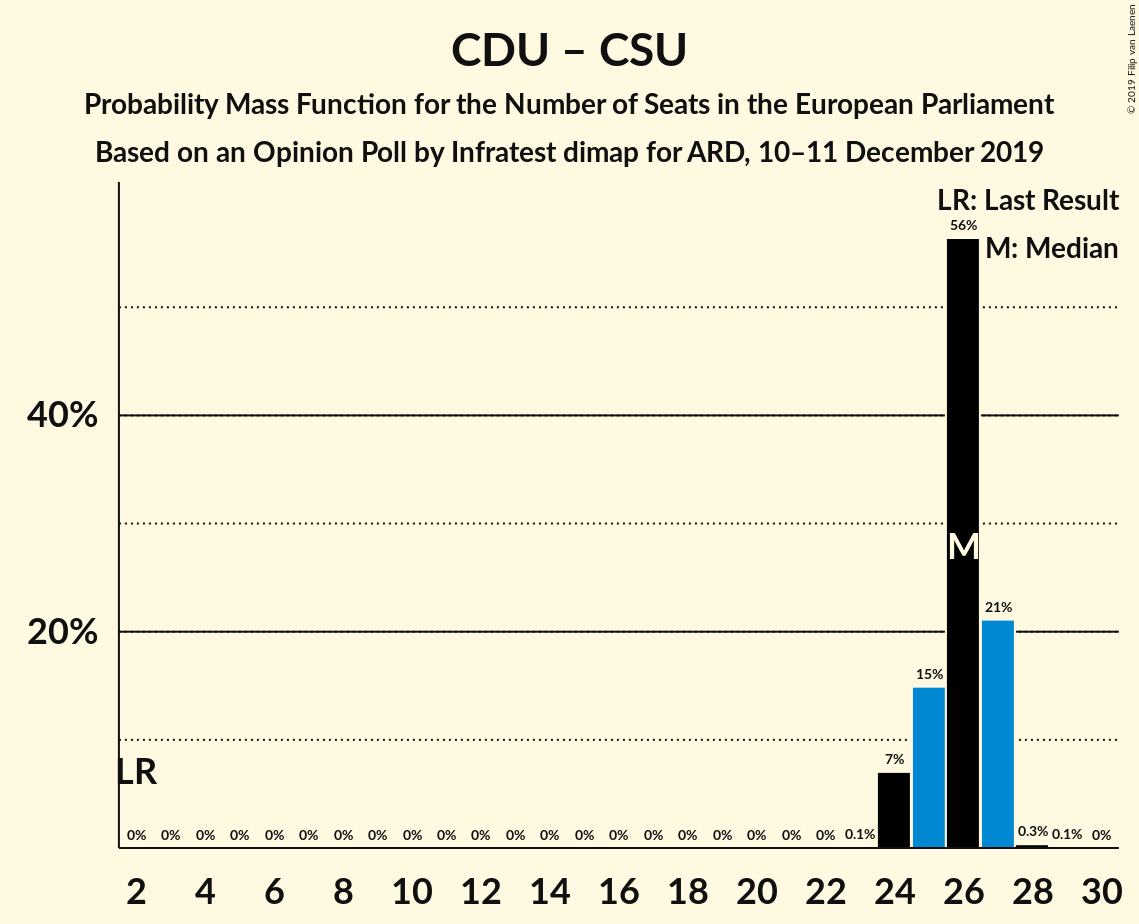 CDU – CSU
Probability Mass Function for the Number of Seats in the European Parliament
Based on an Opinion Poll by Infratest dimap for ARD, 10–11 December 2019
© 2019 Filip van Laenen
LR: Last Result
M: Median
56%
40%
M
21%
20%
15%
7%
LR
0% 0% 0% 0% 0% 0% 0% 0% 0% 0% 0% 0% 0% 0% 0% 0% 0% 0% 0% 0% 0% 0.1% 0.3% 0.1% 0%
2 4 6 8 10 12 14 16 18 20 22 24 26 28 30